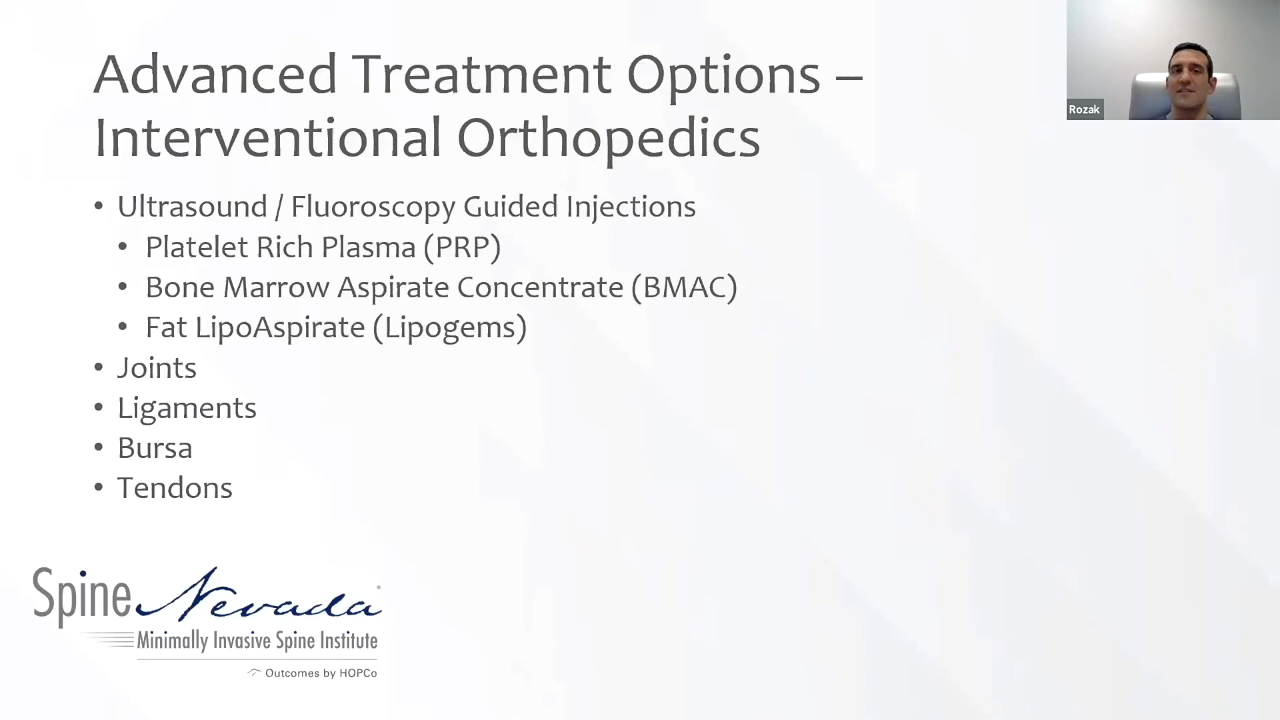 Advanced Treatment Options –
Interventional Orthopedics
• Ultrasound / Fluoroscopy Guided Injections
• Platelet Rich Plasma (PRP)
• Bone Marrow Aspirate Concentrate (BMAC)
• Fat LipoAspirate (Lipogems)
• Joints
• Ligaments
• Bursa
• Tendons
Spine Nevada
Minimally Invasive Spine Institute
Outcomes by HOPCo
Rozak